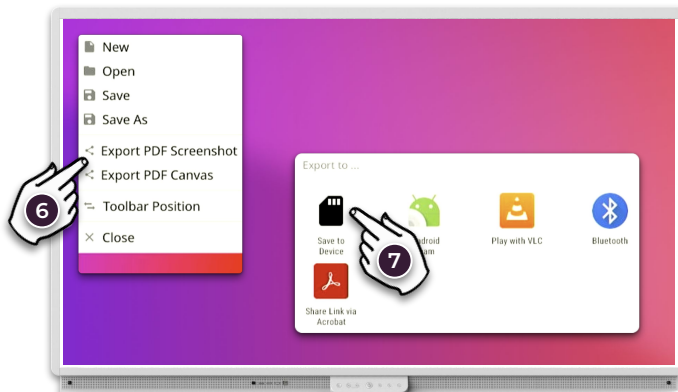 New
Open
Save
Save As
Export PDF Screenshot
Export PDF Canvas
Toolbar Position
Close
6
Export to ...
Save to
Device
Play with VLC
Bluetooth
7
Share Link via
Acrobat